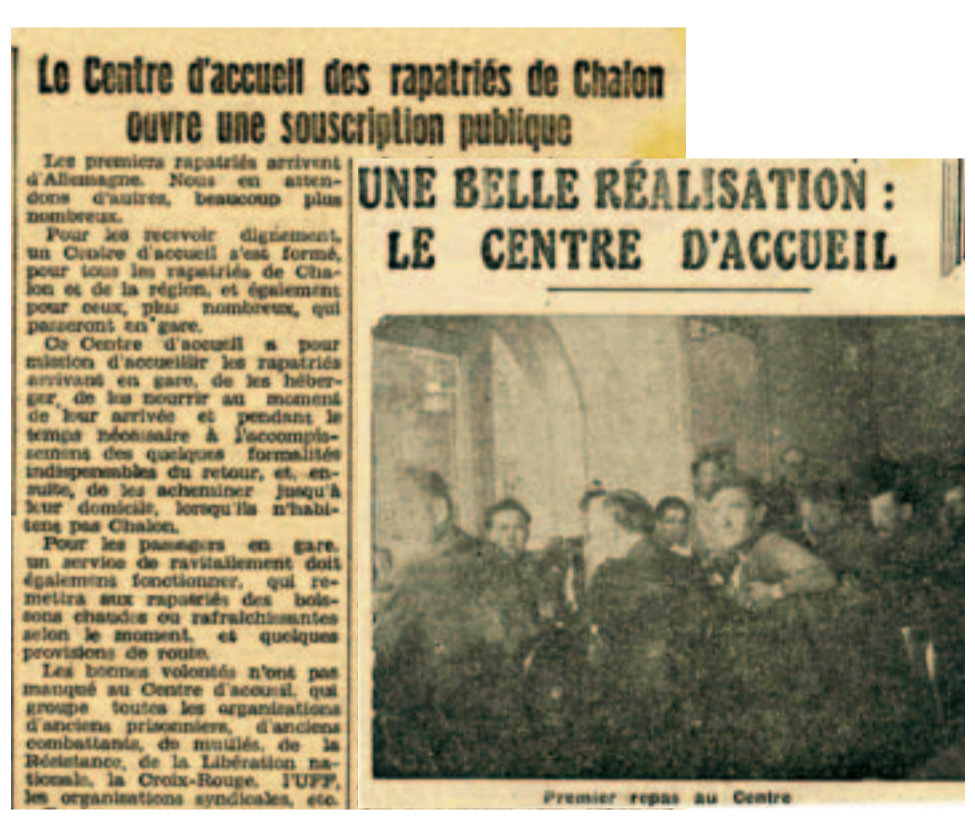 Le Centre d'accueil des rapatriés de Chalon
ouvre une souscription publique
Les premiers rapatriés arrivent
d'Allemagne. Nous en atten-
dons d'autres, beaucoup plus
nombreux.
Pour les recevoir dignement,
un Centre d'accueil s'est formé,
pour tous les rapatriés de Cha-
lon et de la région, et également
pour ceux, plus nombreux, qui
passeront en gare.
Ce Centre d'accueil a pour
mission d'accueillir les rapatriés
arrivant en gare, de les héber-
ger, de les nourrir au moment
de leur arrivée et pendant le
temps nécessaire à l'accomplis-
sement des quelques formalités
indispensables du retour, et, en-
suite, de les acheminer jusqu'à
leur domicile, lorsqu'ils n'habi-
tent pas Chalon.
Pour les passagers en gare,
un service de ravitaillement doit
également fonctionner, qui re-
mettra aux rapatriés des bois-
sons chaudes ou rafraîchissantes
selon le moment, et quelques
provisions de route.
Les bonnes volontés n'ont pas
manqué au Centre d'accueil, qui
groupe toutes les organisations
d'anciens prisonniers, d'anciens
combattants, de mutilés, de la
Résistance, de la Libération na-
tionale, la Croix-Rouge, l'UFF,
les organisations syndicales, etc.
UNE BELLE RÉALISATION :
LE CENTRE D'ACCUEIL
Premier repas au Centre